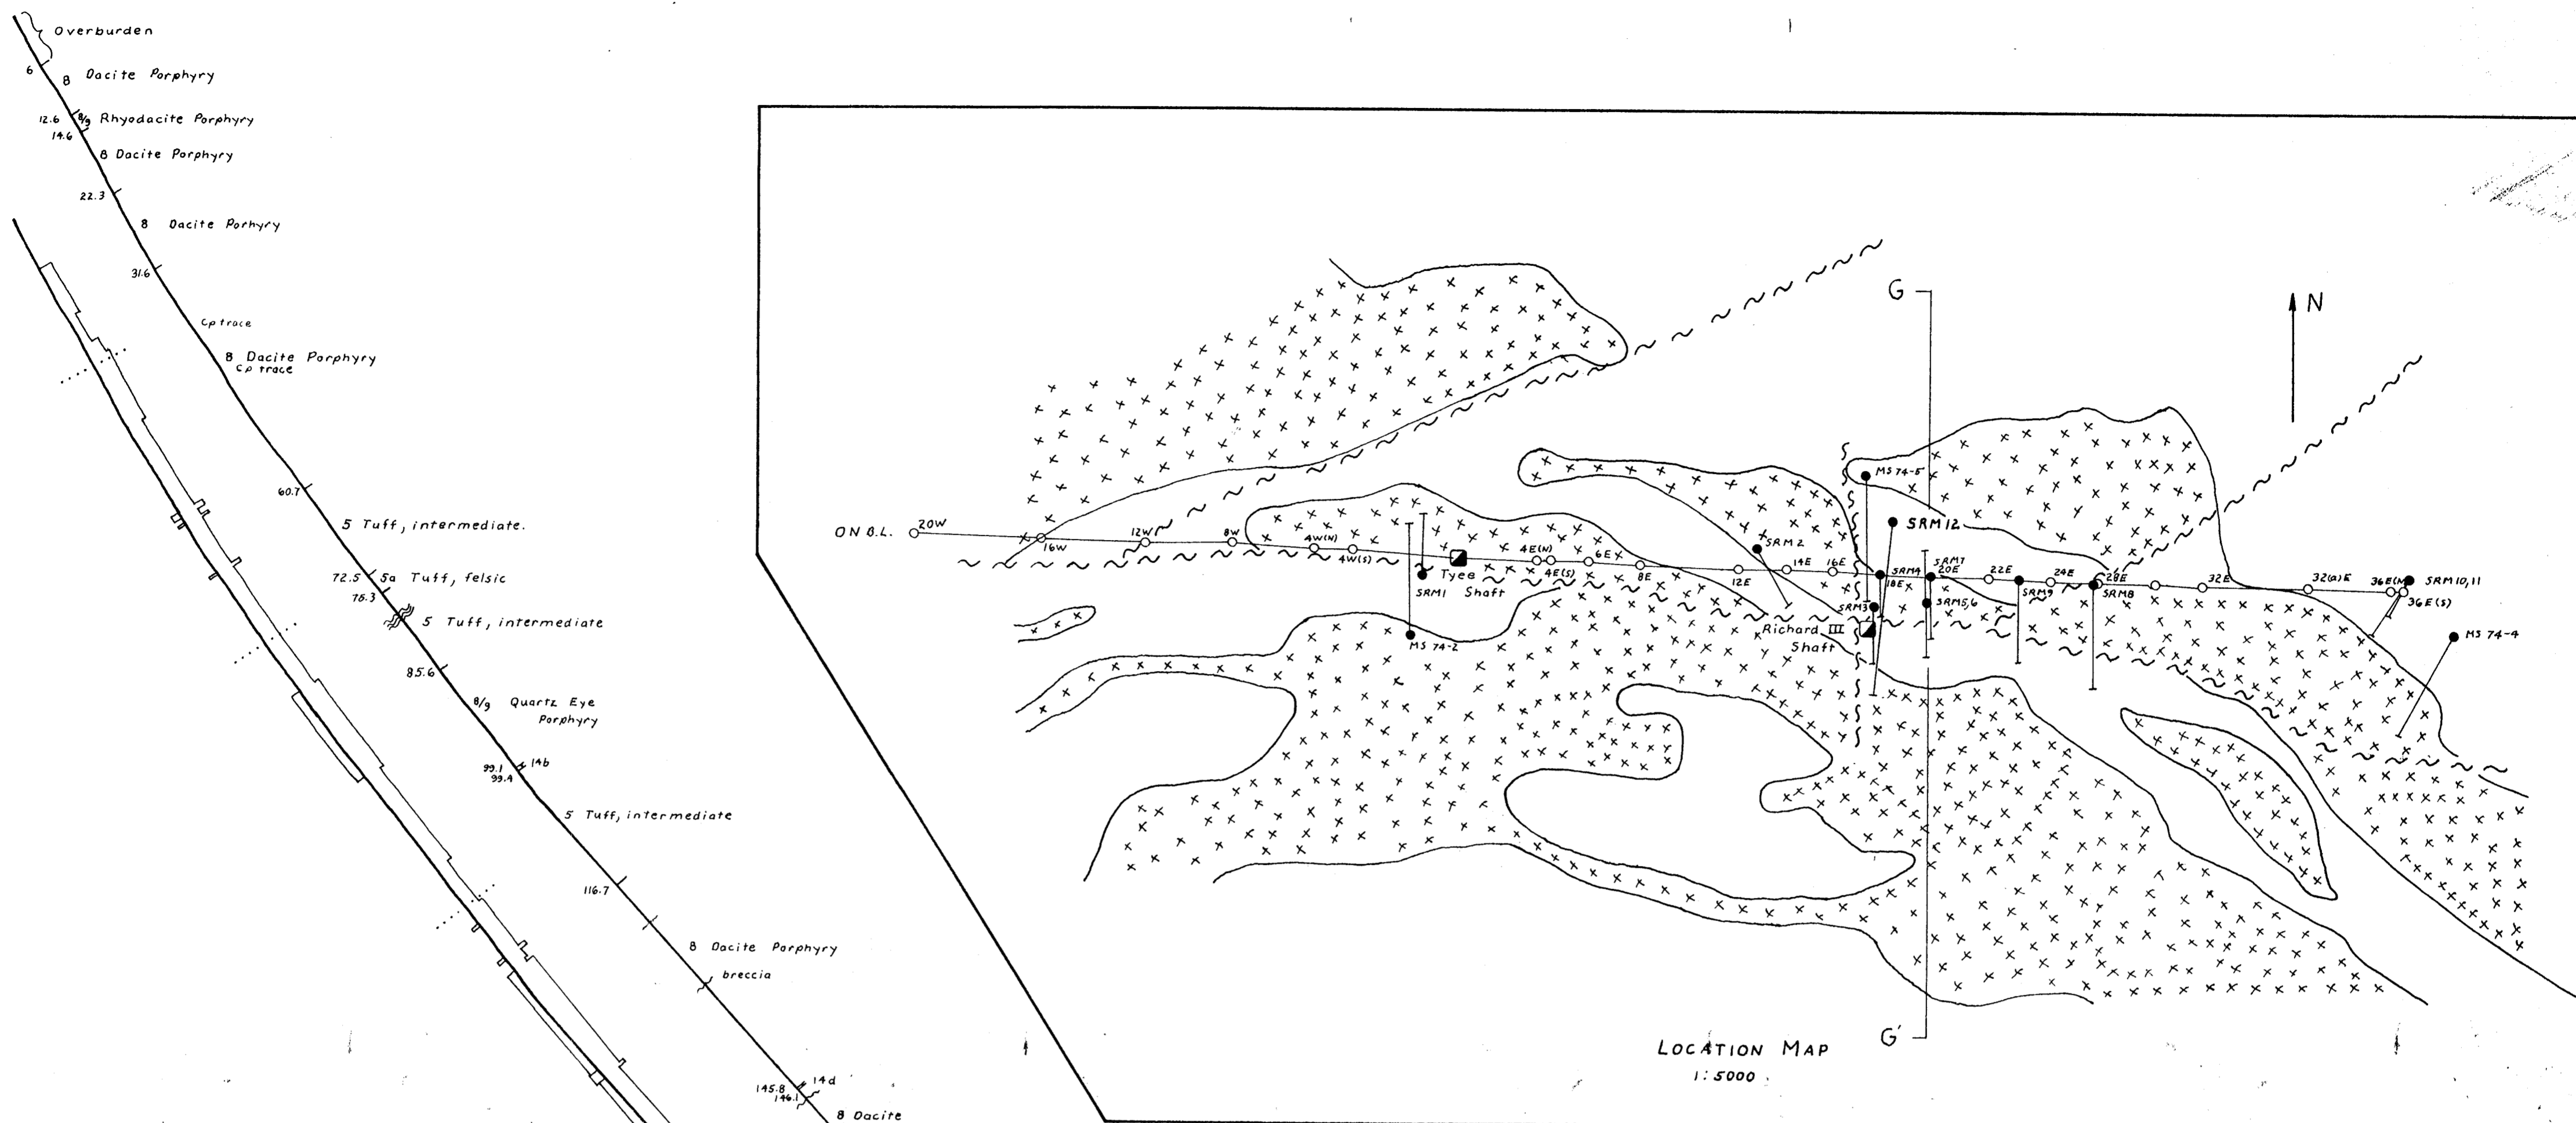 Overburden
6
8 Dacite Porphyry
12.6 8/9 Rhyodacite Porphyry
14.6
8 Dacite Porphyry
22.3
8 Dacite Porhyry
31.6
Cp trace
8 Dacite Porphyry
Cp trace
60.7
5 Tuff, intermediate.
72.5 5a Tuff, felsic
76.3
5 Tuff, intermediate
85.6
8/9 Quartz Eye
Porphyry
99.1 14b
99.4
5 Tuff, intermediate
116.7
8 Dacite Porphyry
breccia
145.8 14d
146.1
8 Dacite
G
N
MS 74-5
SRM 12
ON B.L.
20W
16W
12W
8W
4W(N)
4W(S)
4E(N)
4E(S)
6E
8E
12E
14E
16E
18E
20E
22E
24E
28E
32E
32(a)E
36E(N)
36E(S)
SRM 2
SRM4
SRM7
SRM10,11
SRM1
Tyee
Shaft
SRM3
SRM5,6
SRM9
SRM8
Richard III
Shaft
MS 74-2
MS 74-4
G'
LOCATION MAP
1:5000